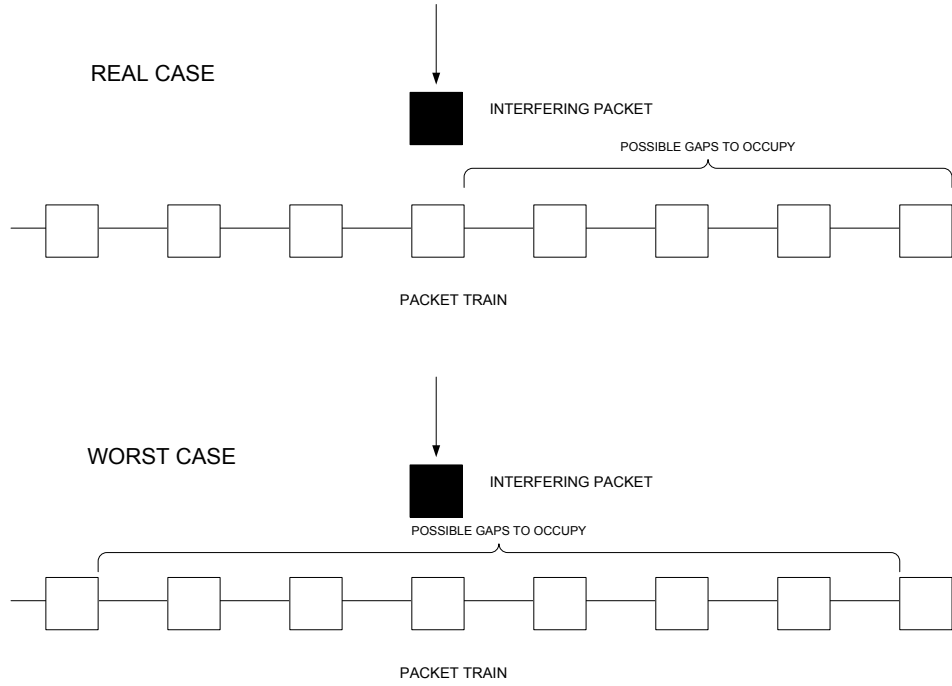 REAL CASE
INTERFERING PACKET
POSSIBLE GAPS TO OCCUPY
PACKET TRAIN
WORST CASE
INTERFERING PACKET
POSSIBLE GAPS TO OCCUPY
PACKET TRAIN